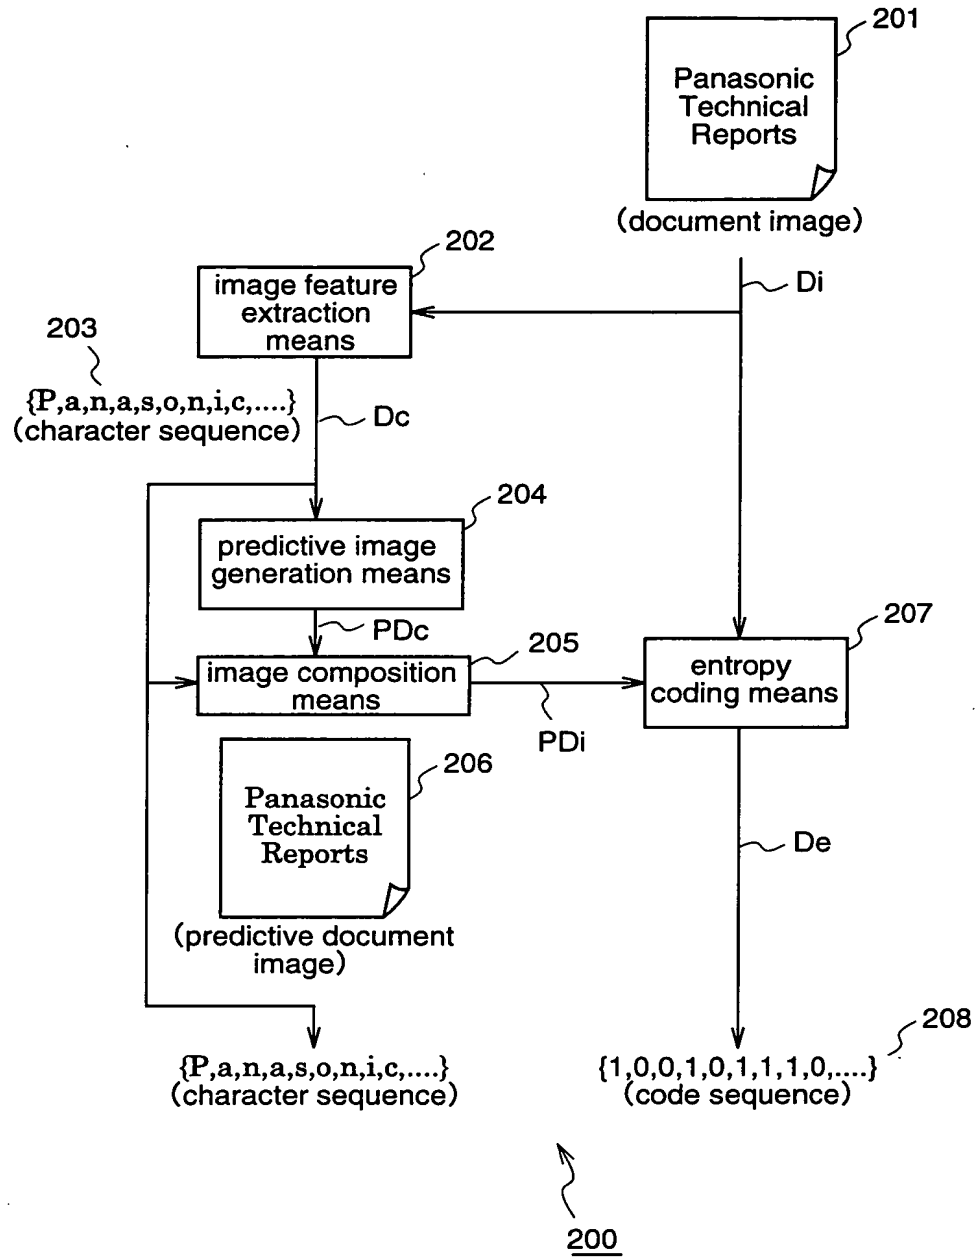 201
Panasonic
Technical
Reports
(document image)
202
image feature
extraction
means
Di
203
{P,a,n,a,s,o,n,i,c,....}
(character sequence)
Dc
204
predictive image
generation means
PDc
207
205
image composition
means
entropy
coding means
PDi
206
Panasonic
Technical
Reports
De
(predictive document
image)
208
{P,a,n,a,s,o,n,i,c,....}
(character sequence)
{1,0,0,1,0,1,1,1,0,....}
(code sequence)
200